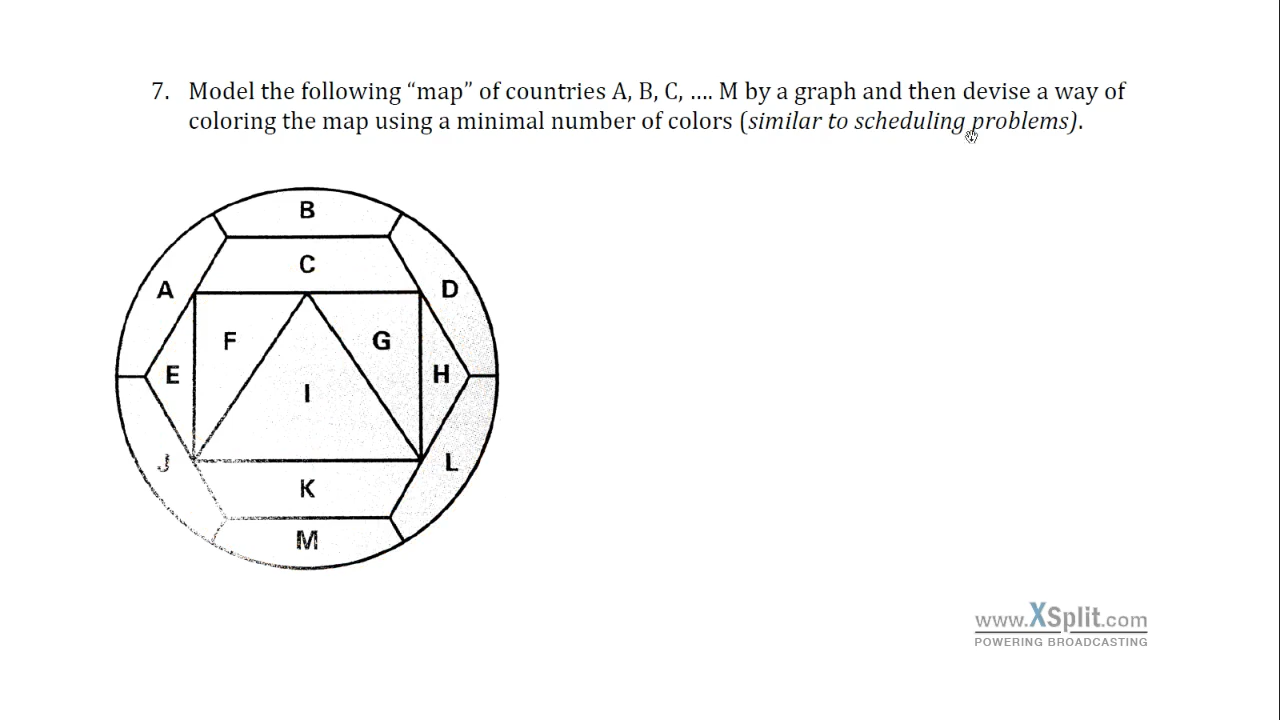 7. Model the following “map” of countries A, B, C, .... M by a graph and then devise a way of
coloring the map using a minimal number of colors (similar to scheduling problems).
B
C
A
D
F
G
E
H
I
J
L
K
M
www.XSplit.com
POWERING BROADCASTING